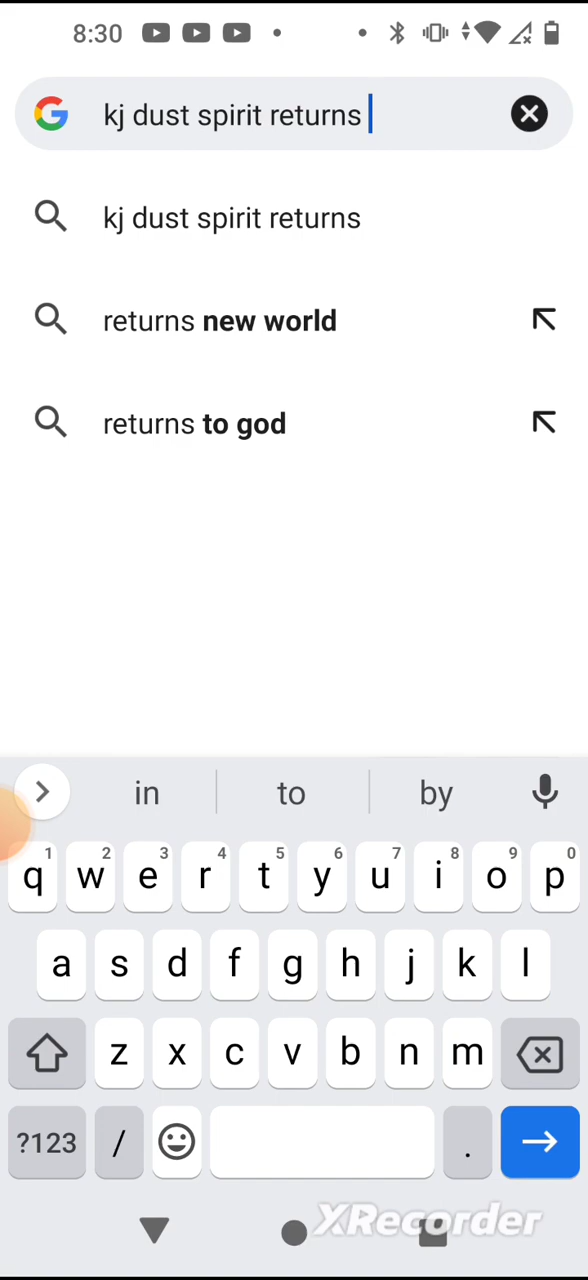 8:30
kj dust spirit returns
kj dust spirit returns
returns new world
returns to god
in to by
1 2 3 4 5 6 7 8 9 0
q w e r t y u i o p
a s d f g h j k l
z x c v b n m
?123 / .
XRecorder